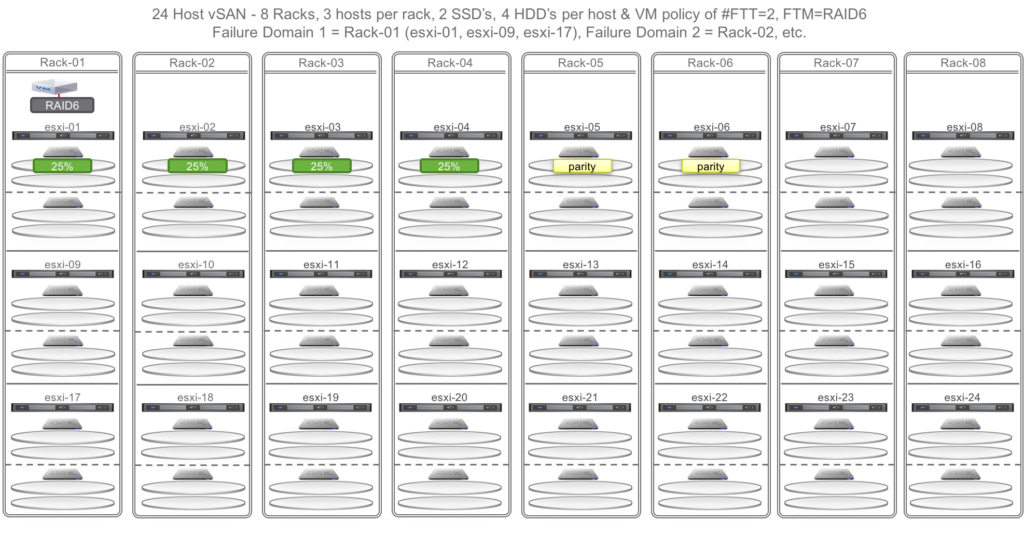 24 Host vSAN - 8 Racks, 3 hosts per rack, 2 SSD's, 4 HDD's per host & VM policy of #FTT=2, FTM=RAID6
Failure Domain 1 = Rack-01 (esxi-01, esxi-09, esxi-17), Failure Domain 2 = Rack-02, etc.
Rack-01 Rack-02 Rack-03 Rack-04 Rack-05 Rack-06 Rack-07 Rack-08
RAID6
esxi-01 esxi-02 esxi-03 esxi-04 esxi-05 esxi-06 esxi-07 esxi-08
25% 25% 25% 25% parity parity
esxi-09 esxi-10 esxi-11 esxi-12 esxi-13 esxi-14 esxi-15 esxi-16
esxi-17 esxi-18 esxi-19 esxi-20 esxi-21 esxi-22 esxi-23 esxi-24